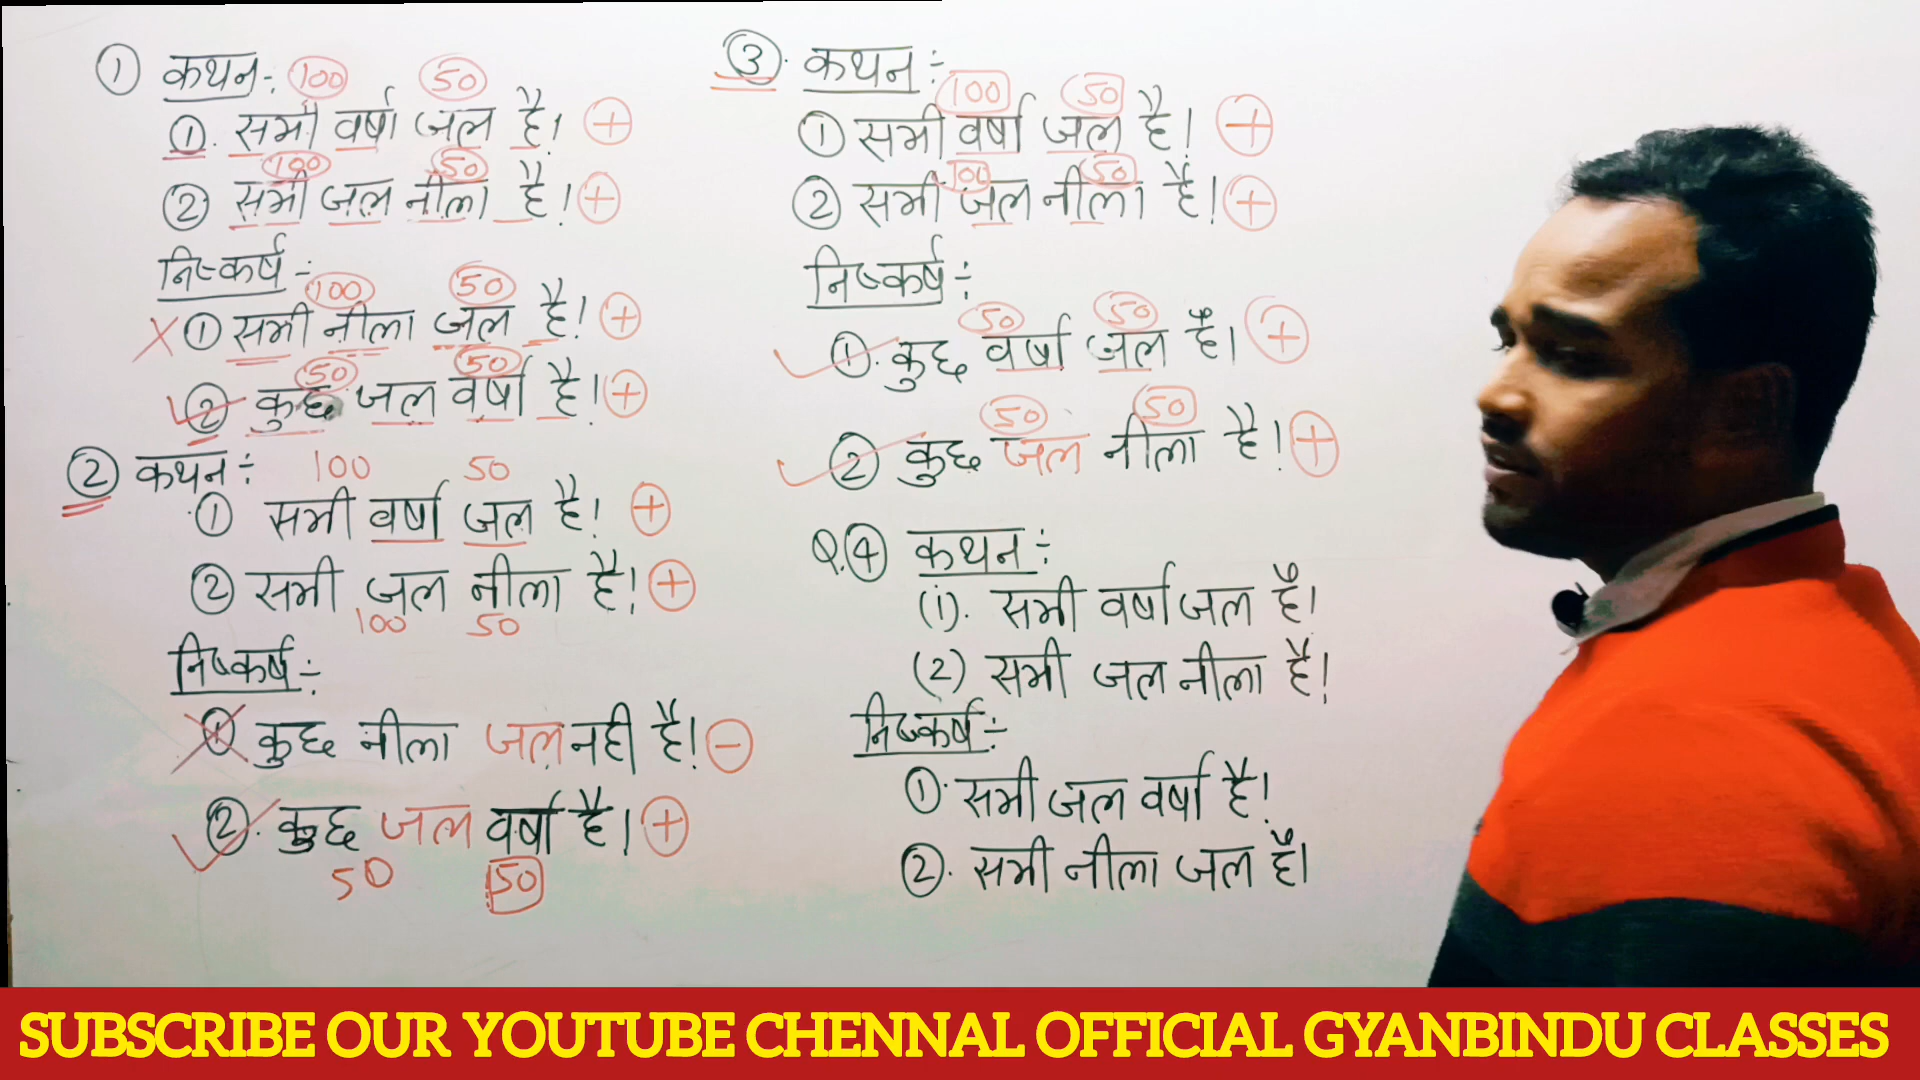 ① कथन:- 100 50
①. सभी वर्षा जल है। +
100 50
② सभी जल नीला है। +
निष्कर्ष :-
100 50
X ① सभी नीला जल है। +
50 50
② कुछ जल वर्षा है। +
② कथन ÷ 100 50
① सभी वर्षा जल है। +
② सभी जल नीला है। +
100 50
निष्कर्ष ÷
① कुछ नीला जल नही है। −
②. कुछ जल वर्षा है। +
50 50
③. कथन ÷
100 50
① सभी वर्षा जल है। +
100 50
② सभी जल नीला है। +
निष्कर्ष ÷
50 50
①. कुछ वर्षा जल है। +
50 50
② कुछ जल नीला है। +
Q.④ कथन ÷
(1). सभी वर्षा जल है।
(2) सभी जल नीला है।
निष्कर्ष ÷
①. सभी जल वर्षा है।
②. सभी नीला जल है।
SUBSCRIBE OUR YOUTUBE CHENNAL OFFICIAL GYANBINDU CLASSES